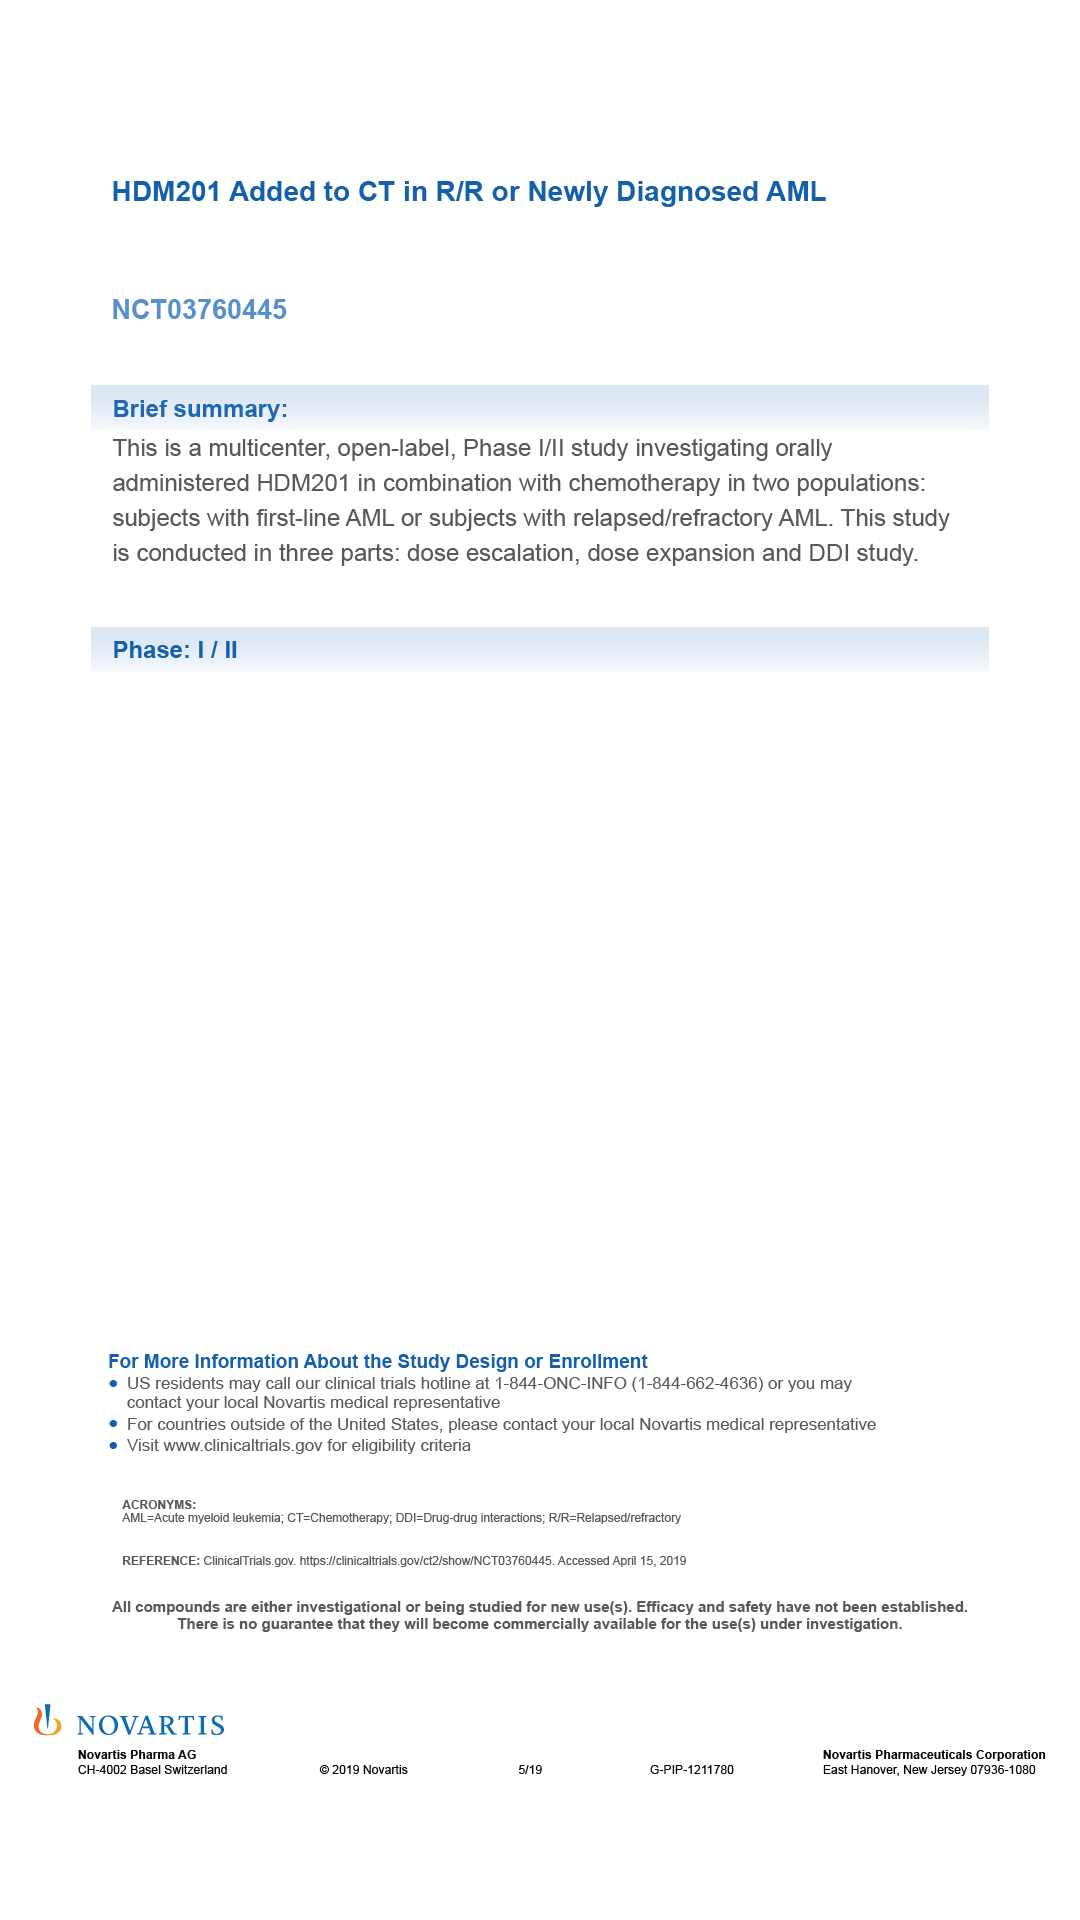 HDM201 Added to CT in R/R or Newly Diagnosed AML
NCT03760445
Brief summary:
This is a multicenter, open-label, Phase I/II study investigating orally
administered HDM201 in combination with chemotherapy in two populations:
subjects with first-line AML or subjects with relapsed/refractory AML. This study
is conducted in three parts: dose escalation, dose expansion and DDI study.
Phase: I / II
For More Information About the Study Design or Enrollment
● US residents may call our clinical trials hotline at 1-844-ONC-INFO (1-844-662-4636) or you may
contact your local Novartis medical representative
● For countries outside of the United States, please contact your local Novartis medical representative
● Visit www.clinicaltrials.gov for eligibility criteria
ACRONYMS:
AML=Acute myeloid leukemia; CT=Chemotherapy; DDI=Drug-drug interactions; R/R=Relapsed/refractory
REFERENCE: ClinicalTrials.gov. https://clinicaltrials.gov/ct2/show/NCT03760445. Accessed April 15, 2019
All compounds are either investigational or being studied for new use(s). Efficacy and safety have not been established.
There is no guarantee that they will become commercially available for the use(s) under investigation.
NOVARTIS
Novartis Pharma AG Novartis Pharmaceuticals Corporation
CH-4002 Basel Switzerland © 2019 Novartis 5/19 G-PIP-1211780 East Hanover, New Jersey 07936-1080